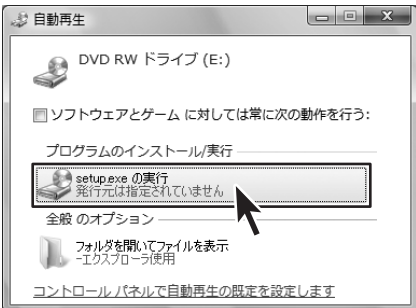 自動再生
DVD RW ドライブ (E:)
ソフトウェアとゲーム に対しては常に次の動作を行う:
プログラムのインストール/実行
setup.exe の実行
発行元は指定されていません
全般 のオプション
フォルダを開いてファイルを表示
-エクスプローラ使用
コントロール パネルで自動再生の既定を設定します